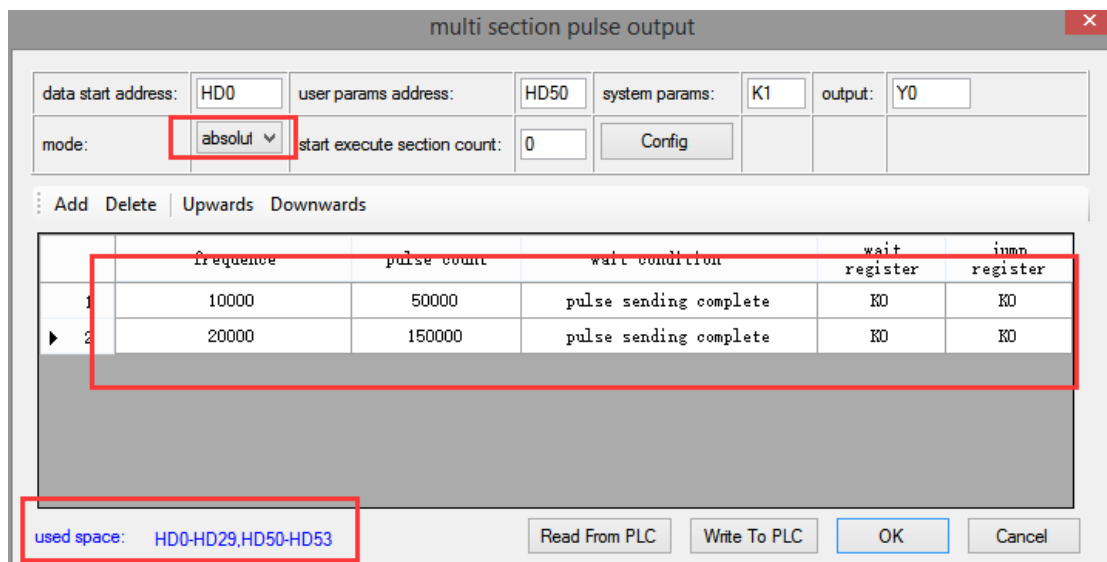 multi section pulse output
data start address: HD0 user params address: HD50 system params: K1 output: Y0
mode: absolut start execute section count: 0 Config
Add Delete Upwards Downwards
frequence pulse count wait condition wait register jump register
1 10000 50000 pulse sending complete K0 K0
2 20000 150000 pulse sending complete K0 K0
used space: HD0-HD29,HD50-HD53 Read From PLC Write To PLC OK Cancel